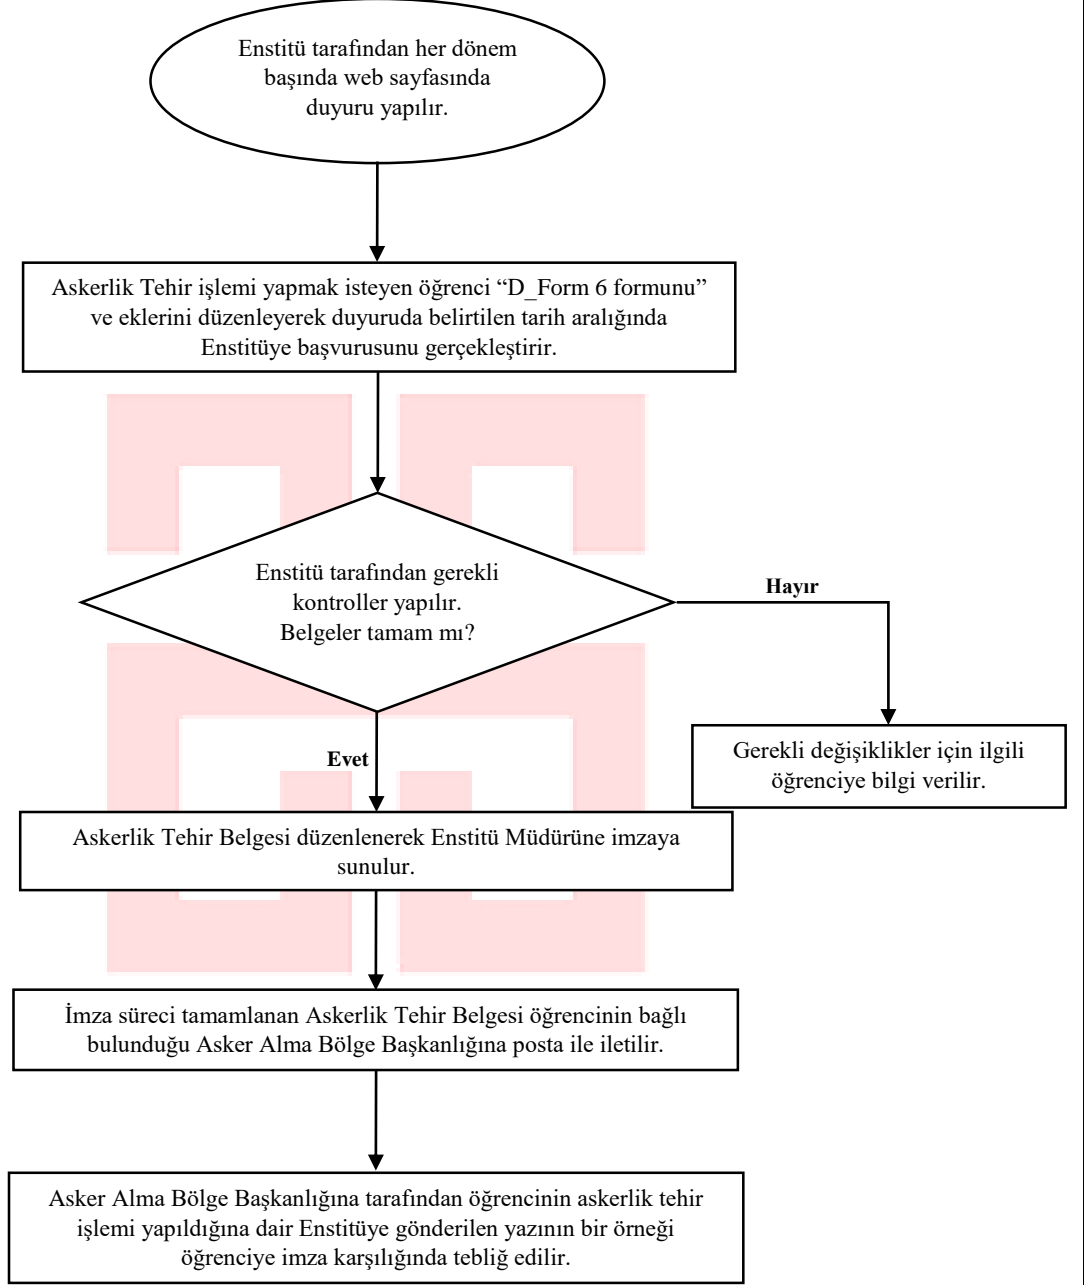 Enstitü tarafından her dönem
başında web sayfasında
duyuru yapılır.
Askerlik Tehir işlemi yapmak isteyen öğrenci “D_Form 6 formunu”
ve eklerini düzenleyerek duyuruda belirtilen tarih aralığında
Enstitüye başvurusunu gerçekleştirir.
Enstitü tarafından gerekli
kontroller yapılır.
Belgeler tamam mı?
Hayır
Gerekli değişiklikler için ilgili
öğrenciye bilgi verilir.
Evet
Askerlik Tehir Belgesi düzenlenerek Enstitü Müdürüne imzaya
sunulur.
İmza süreci tamamlanan Askerlik Tehir Belgesi öğrencinin bağlı
bulunduğu Asker Alma Bölge Başkanlığına posta ile iletilir.
Asker Alma Bölge Başkanlığına tarafından öğrencinin askerlik tehir
işlemi yapıldığına dair Enstitüye gönderilen yazının bir örneği
öğrenciye imza karşılığında tebliğ edilir.